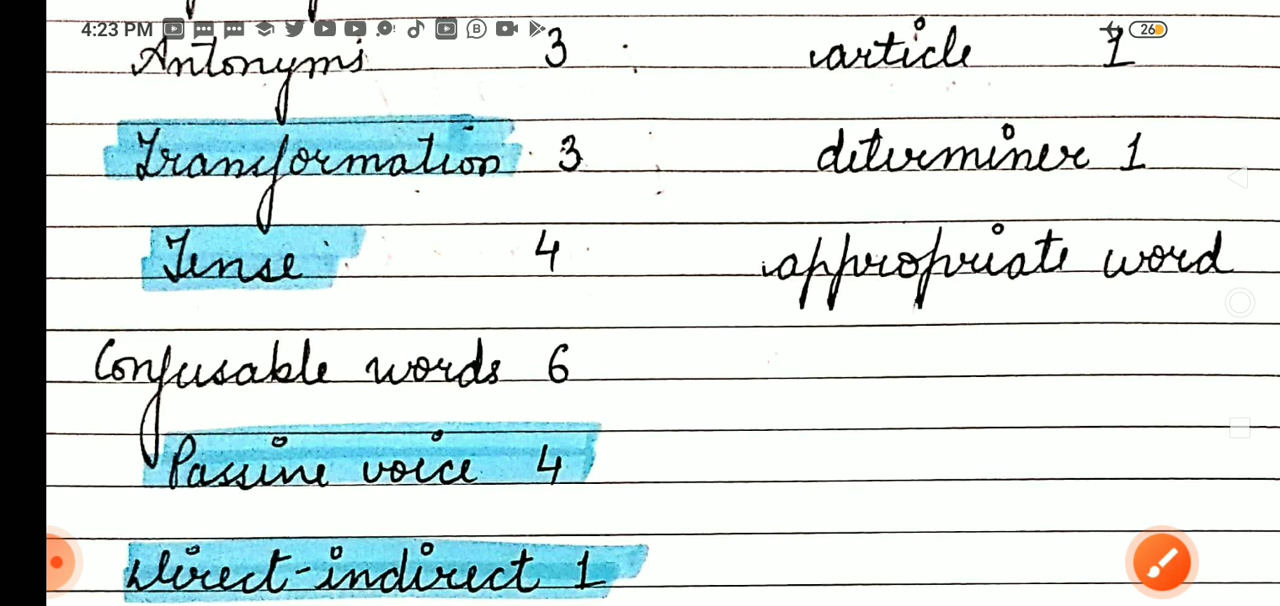 4:23 PM
26
Antonyms 3 article 1
Transformation 3 determiner 1
Tense 4 appropriate word
Confusable words 6
Passive voice 4
Direct-indirect 1